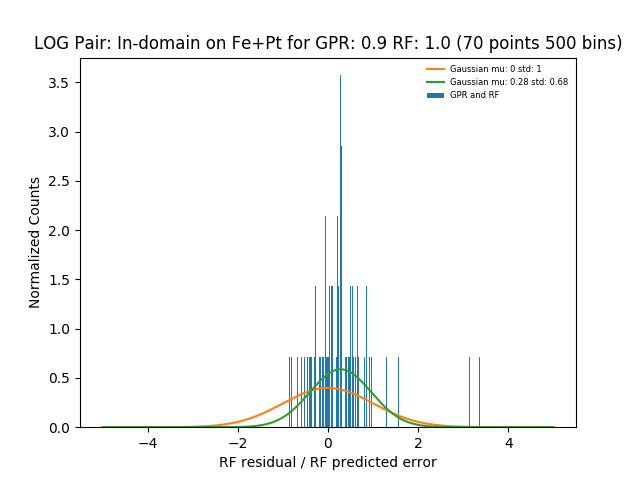 LOG Pair: In-domain on Fe+Pt for GPR: 0.9 RF: 1.0 (70 points 500 bins)
Gaussian mu: 0 std: 1
Gaussian mu: 0.28 std: 0.68
GPR and RF
Normalized Counts
3.5
3.0
2.5
2.0
1.5
1.0
0.5
0.0
−4 −2 0 2 4
RF residual / RF predicted error